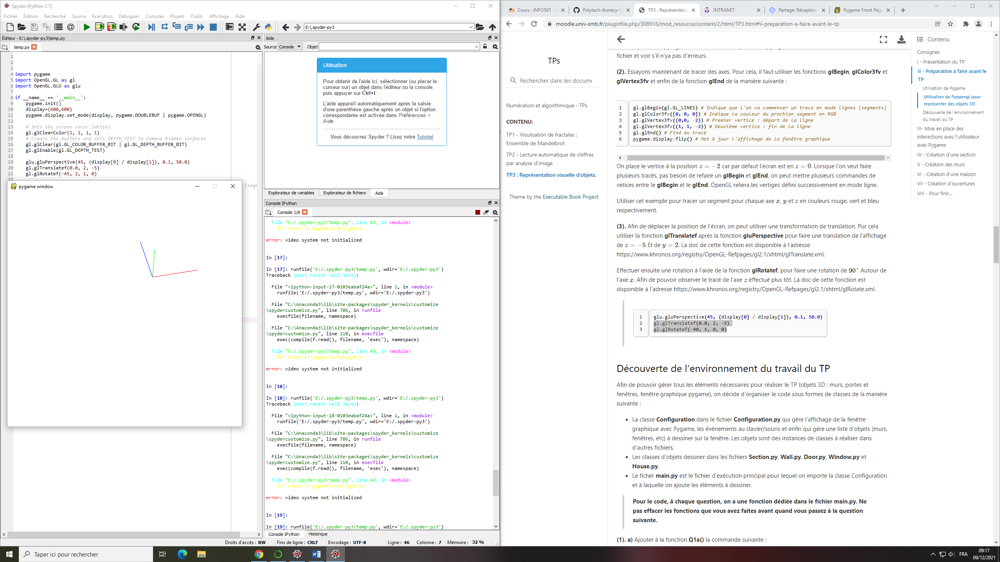 Spyder (Python 3.7)
Fichier Édition Recherche Source Exécution Déboguer Consoles Projets Outils Affichage Aide
E:\.spyder-py3
Éditeur - E:\.spyder-py3\temp.py
temp.py
1
2
3
4 import pygame
5 import OpenGL.GL as gl
6 import OpenGL.GLU as glu
7
8 if __name__ == '__main__':
9 pygame.init()
10 display=(600,600)
11 pygame.display.set_mode(display, pygame.DOUBLEBUF | pygame.OPENGL)
12
13 # Sets the screen color (white)
14 gl.glClearColor(1, 1, 1, 1)
15 # Clears the buffers and sets DEPTH_TEST to remove hidden surfaces
16 gl.glClear(gl.GL_COLOR_BUFFER_BIT | gl.GL_DEPTH_BUFFER_BIT)
17 gl.glEnable(gl.GL_DEPTH_TEST)
18
19 glu.gluPerspective(45, (display[0] / display[1]), 0.1, 50.0)
20 gl.glTranslatef(0.0, 2, -5)
21 gl.glRotatef(-45, 2, 1, 0)
22
(segm
pygame window
Aide
Source Console Objet
Utilisation
Pour obtenir de l'aide ici, sélectionner (ou placer le
curseur sur) un objet dans l'éditeur ou la console,
puis appuyer sur Ctrl+I.
L'aide apparaît automatiquement après la saisie
d'une parenthèse gauche après un objet si l'option
correspondante est activée dans Préférences >
Aide.
Vous découvrez Spyder ? Lisez notre Tutoriel
Explorateur de variables Explorateur de fichiers Aide
Console IPython
Console 1/A
File "E:/.spyder-py3/temp.py", line 43, in <module>
for event in pygame.event.get():
error: video system not initialized
In [17]:
In [17]: runfile('E:/.spyder-py3/temp.py', wdir='E:/.spyder-py3')
Traceback (most recent call last):
File "<ipython-input-17-0103eabaf24a>", line 1, in <module>
runfile('E:/.spyder-py3/temp.py', wdir='E:/.spyder-py3')
File "C:\Anaconda3\lib\site-packages\spyder_kernels\customize
\spydercustomize.py", line 786, in runfile
execfile(filename, namespace)
File "C:\Anaconda3\lib\site-packages\spyder_kernels\customize
\spydercustomize.py", line 110, in execfile
exec(compile(f.read(), filename, 'exec'), namespace)
File "E:/.spyder-py3/temp.py", line 43, in <module>
for event in pygame.event.get():
error: video system not initialized
In [18]:
In [18]: runfile('E:/.spyder-py3/temp.py', wdir='E:/.spyder-py3')
Traceback (most recent call last):
File "<ipython-input-18-0103eabaf24a>", line 1, in <module>
runfile('E:/.spyder-py3/temp.py', wdir='E:/.spyder-py3')
File "C:\Anaconda3\lib\site-packages\spyder_kernels\customize
\spydercustomize.py", line 786, in runfile
execfile(filename, namespace)
File "C:\Anaconda3\lib\site-packages\spyder_kernels\customize
\spydercustomize.py", line 110, in execfile
exec(compile(f.read(), filename, 'exec'), namespace)
File "E:/.spyder-py3/temp.py", line 43, in <module>
for event in pygame.event.get():
error: video system not initialized
In [19]:
In [19]: runfile('E:/.spyder-py3/temp.py', wdir='E:/.spyder-py3')
Console IPython Historique
Droits d'accès : RW Fins de ligne : CRLF Encodage : UTF-8 Ligne : 46 Colonne : 7 Mémoire : 32 %
Cours : INFO501 - Polytech-Annecy-C TP3 : Représentatio INTRANET Partage: Réception Pygame Front Page
moodle.univ-smb.fr/pluginfile.php/308916/mod_resource/content/2/html/TP3.html#ii-preparation-a-faire-avant-le-tp
TPs
Rechercher dans les docume
Numération et algorithmique - TPs
CONTENU:
TP1 - Visulisation de fractales :
Ensemble de Mandelbrot
TP2 - Lecture automatique de chiffres
par analyse d'image
TP3 : Représentation visuelle d'objets.
Theme by the Executable Book Project
fichier et voir s'il n'ya pas d'erreurs.
(2). Essayons maintenant de tracer des axes. Pour cela, il faut utiliser les fonctions glBegin, glColor3fv et
glVertex3fv et enfin de la fonction glEnd de la manière suivante :
1 gl.glBegin(gl.GL_LINES) # Indique que l'on va commencer un trace en mode lignes (segments)
2 gl.glColor3fv([0, 0, 0]) # Indique la couleur du prochian segment en RGB
3 gl.glVertex3fv((0,0, -2)) # Premier vertice : départ de la ligne
4 gl.glVertex3fv((1, 1, -2)) # Deuxième vertice : fin de la ligne
5 gl.glEnd() # Find du tracé
6 pygame.display.flip() # Met à jour l'affichage de la fenêtre graphique
On place le vertice à la position z = −2 car par défaut l'écran est en z = 0. Lorsque l'on veut faire
plusieurs tracés, pas besoin de refaire un glBegin et glEnd, on peut mettre plusieurs commandes de
vetices entre le glBegin et le glEnd. OpenGL reliera les vertiges défini successivement en mode ligne.
Utiliser cet exemple pour tracer un segment pour chaque axe x, y et z en couleurs rouge, vert et bleu
respectivement.
(3). Afin de déplacer la position de l'écran, on peut utiliser une transformation de translation. Pur cela
utiliser la fonction glTranslatef après la fonction gluPerspective pour faire une translation de l'affichage
de z = −5 Et de y = 2. La doc de cette fonction est disponible à l'adresse
https://www.khronos.org/registry/OpenGL-Refpages/gl2.1/xhtml/glTranslate.xml.
Effectuer ensuite une rotation à l'aide de la fonction glRotatef, pour faire une rotation de 90° Autour de
l'axe x. Afin de pouvoir observer le tracé de l'axe z effectué plus tôt. La doc de cette fonction est
disponible à l'adresse https://www.khronos.org/registry/OpenGL-Refpages/gl2.1/xhtml/glRotate.xml.
1 glu.gluPerspective(45, (display[0] / display[1]), 0.1, 50.0)
2 gl.glTranslatef(0.0, 2, -5)
3 gl.glRotatef(-90, 1, 0, 0)
Découverte de l'environnement du travail du TP
Afin de pouvoir gérer tous les éléments nécessaires pour réaliser le TP (objets 3D : murs, portes et
fenêtres, fenêtre graphique pygame), on décide d'organiser le code sous formes de classes de la manière
suivante :
• La classe Configuration dans le fichier Configuration.py qui gère l'affichage de la fenêtre
graphique avec Pygame, les évènements au clavier/souris et enfin qui gère une liste d'objets (murs,
fenêtres, etc) à dessiner sur la fenêtre. Les objets sont des instances de classes à réaliser dans
d'autres fichiers.
• Les classes d'objets dessiner dans les fichiers Section.py, Wall.py, Door.py, Window.py et
House.py.
• Le ficher main.py est le fichier d'exécution principal pour lequel on importe la classe Configuration
et à laquelle on ajoute les éléments à dessiner.
Pour le code, à chaque question, on a une fonction dédiée dans le fichier main.py. Ne
pas effacer les fonctions que vous avez faites avant quand vous passez à la question
suivante.
(1). a) Ajouter à la fonction Q1a() la commande suivante :
Contenu
Consignes
I - Présentation du TP
II - Préparation à faire avant le
TP
Utilisation de Pygame
Utilisation de Pyopengl pour
représenter des objets 3D
Découverte de l'environnement
du travail du TP
III- Mise en place des
interactions avec l'utilisateur
avec Pygame
IV - Création d'une section
V - Création des murs
VI - Création d'une maison
VII - Création d'ouvertures
VIII - Pour finir...
Taper ici pour rechercher
FRA
09:17
09/12/2021